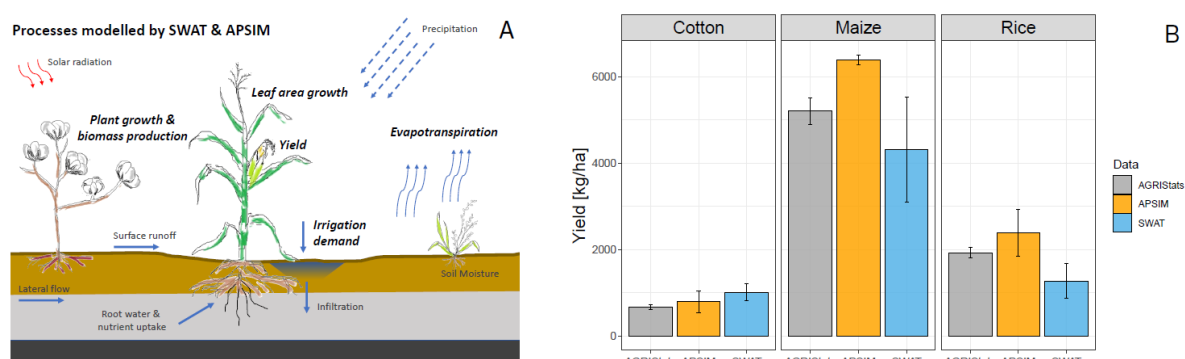 Processes modelled by SWAT & APSIM
A
Solar radiation
Precipitation
Leaf area growth
Plant growth &
biomass production
Yield
Evapotranspiration
Irrigation
demand
Surface runoff
Soil Moisture
Lateral flow
Infiltration
Root water &
nutrient uptake
B
Cotton Maize Rice
Yield [kg/ha]
6000
4000
2000
0
Data
AGRIStats
APSIM
SWAT